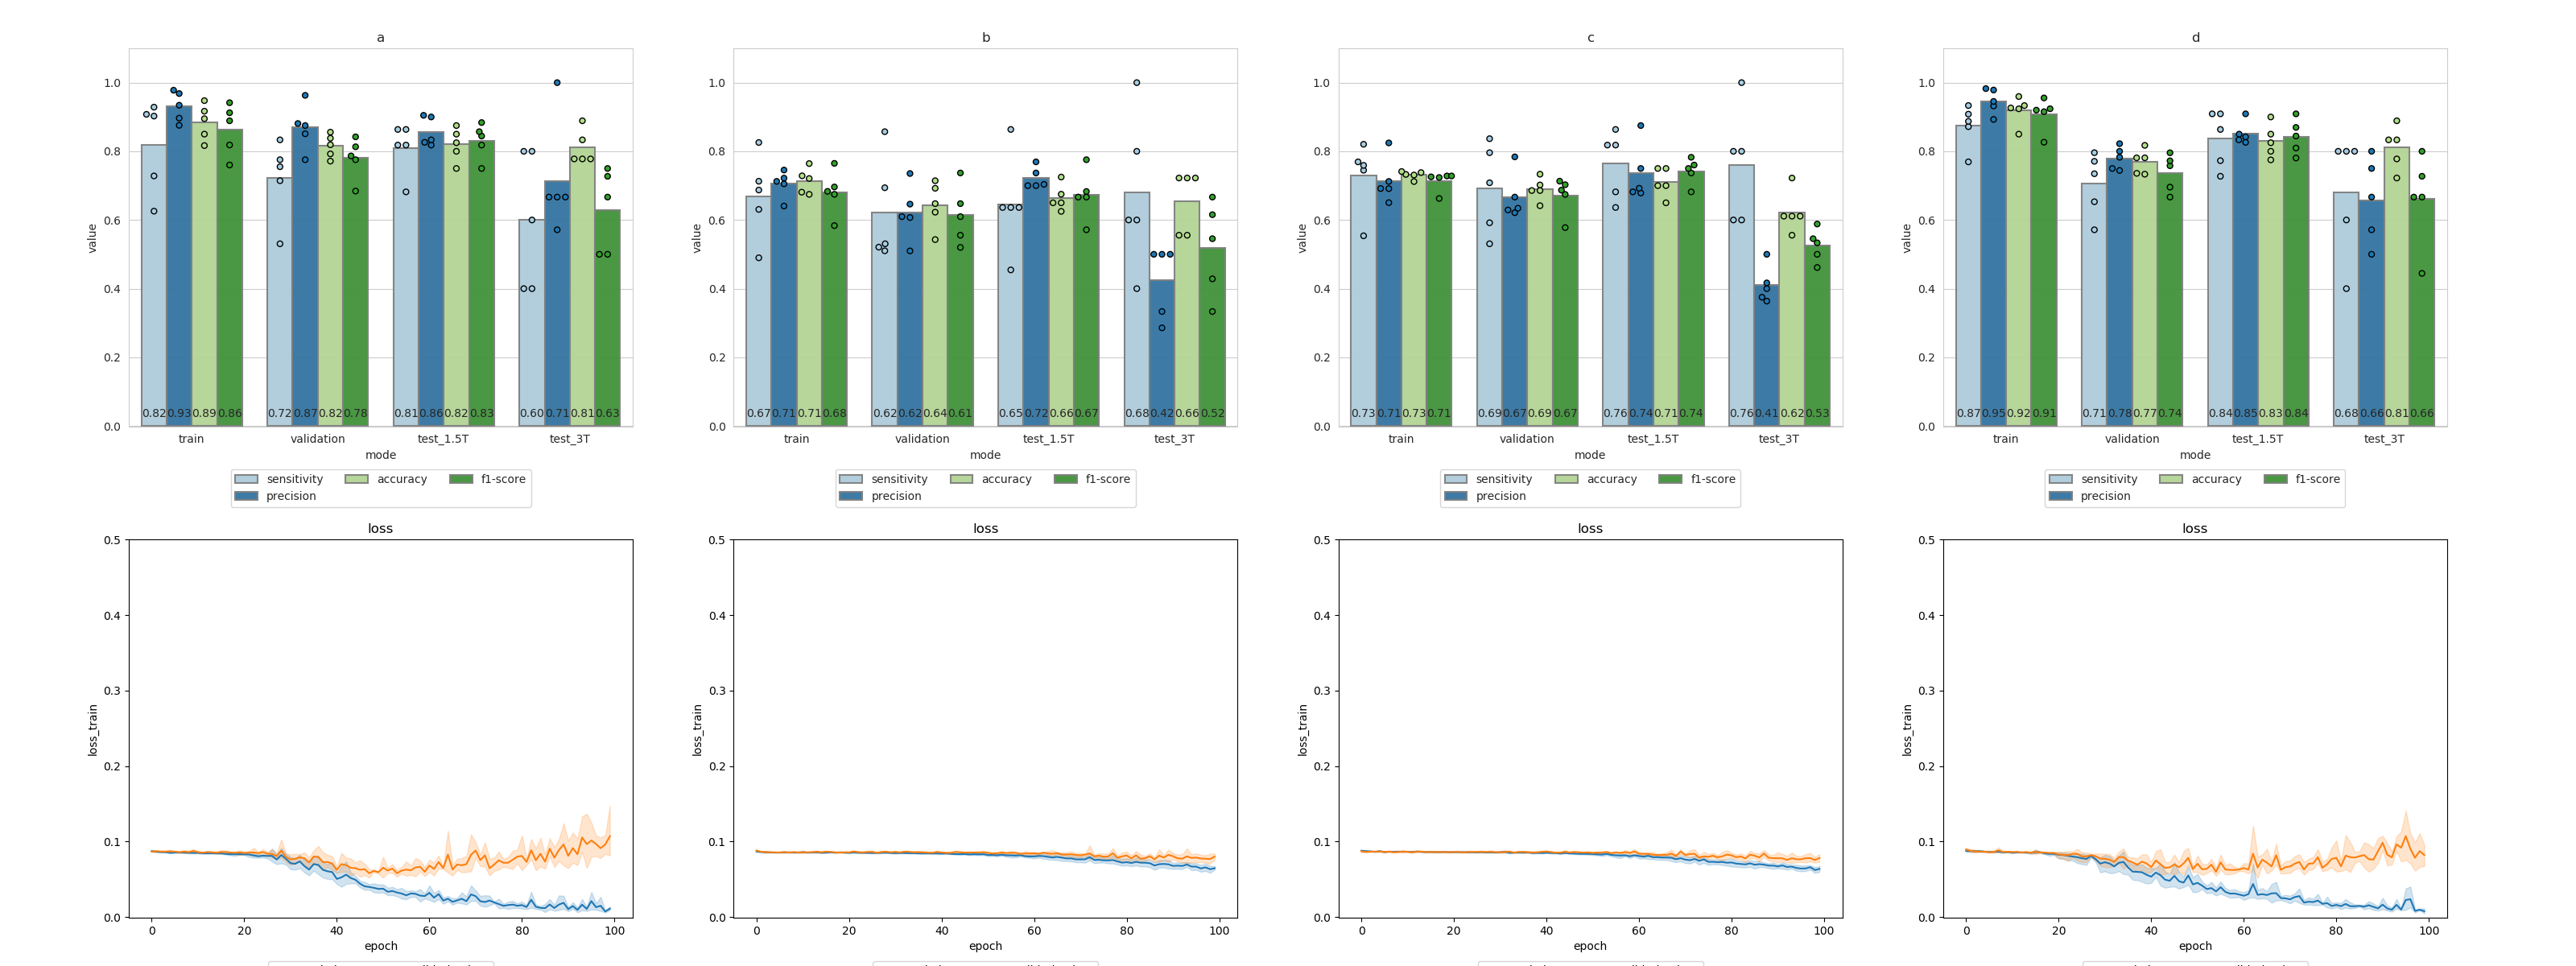 a
1.0
0.8
0.6
0.4
0.2
0.0
value
0.82 0.93 0.89 0.86 0.72 0.87 0.82 0.78 0.81 0.86 0.82 0.83 0.60 0.71 0.81 0.63
train validation test_1.5T test_3T
mode
sensitivity accuracy f1-score
precision
b
1.0
0.8
0.6
0.4
0.2
0.0
value
0.67 0.71 0.71 0.68 0.62 0.62 0.64 0.61 0.65 0.72 0.66 0.67 0.68 0.42 0.66 0.52
train validation test_1.5T test_3T
mode
sensitivity accuracy f1-score
precision
c
1.0
0.8
0.6
0.4
0.2
0.0
value
0.73 0.71 0.73 0.71 0.69 0.67 0.69 0.67 0.76 0.74 0.71 0.74 0.76 0.41 0.62 0.53
train validation test_1.5T test_3T
mode
sensitivity accuracy f1-score
precision
d
1.0
0.8
0.6
0.4
0.2
0.0
value
0.87 0.95 0.92 0.91 0.71 0.78 0.77 0.74 0.84 0.85 0.83 0.84 0.68 0.66 0.81 0.66
train validation test_1.5T test_3T
mode
sensitivity accuracy f1-score
precision
loss
0.5
0.4
0.3
0.2
0.1
0.0
loss_train
0 20 40 60 80 100
epoch
loss
0.5
0.4
0.3
0.2
0.1
0.0
loss_train
0 20 40 60 80 100
epoch
loss
0.5
0.4
0.3
0.2
0.1
0.0
loss_train
0 20 40 60 80 100
epoch
loss
0.5
0.4
0.3
0.2
0.1
0.0
loss_train
0 20 40 60 80 100
epoch